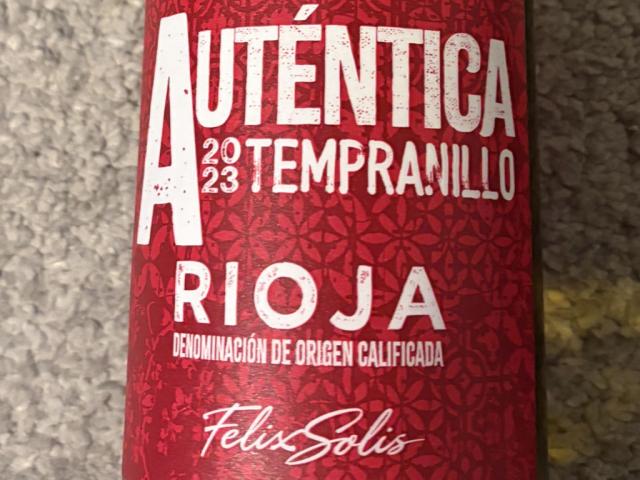 AUTÉNTICA
2023 TEMPRANILLO
RIOJA
DENOMINACIÓN DE ORIGEN CALIFICADA
Felix Solis